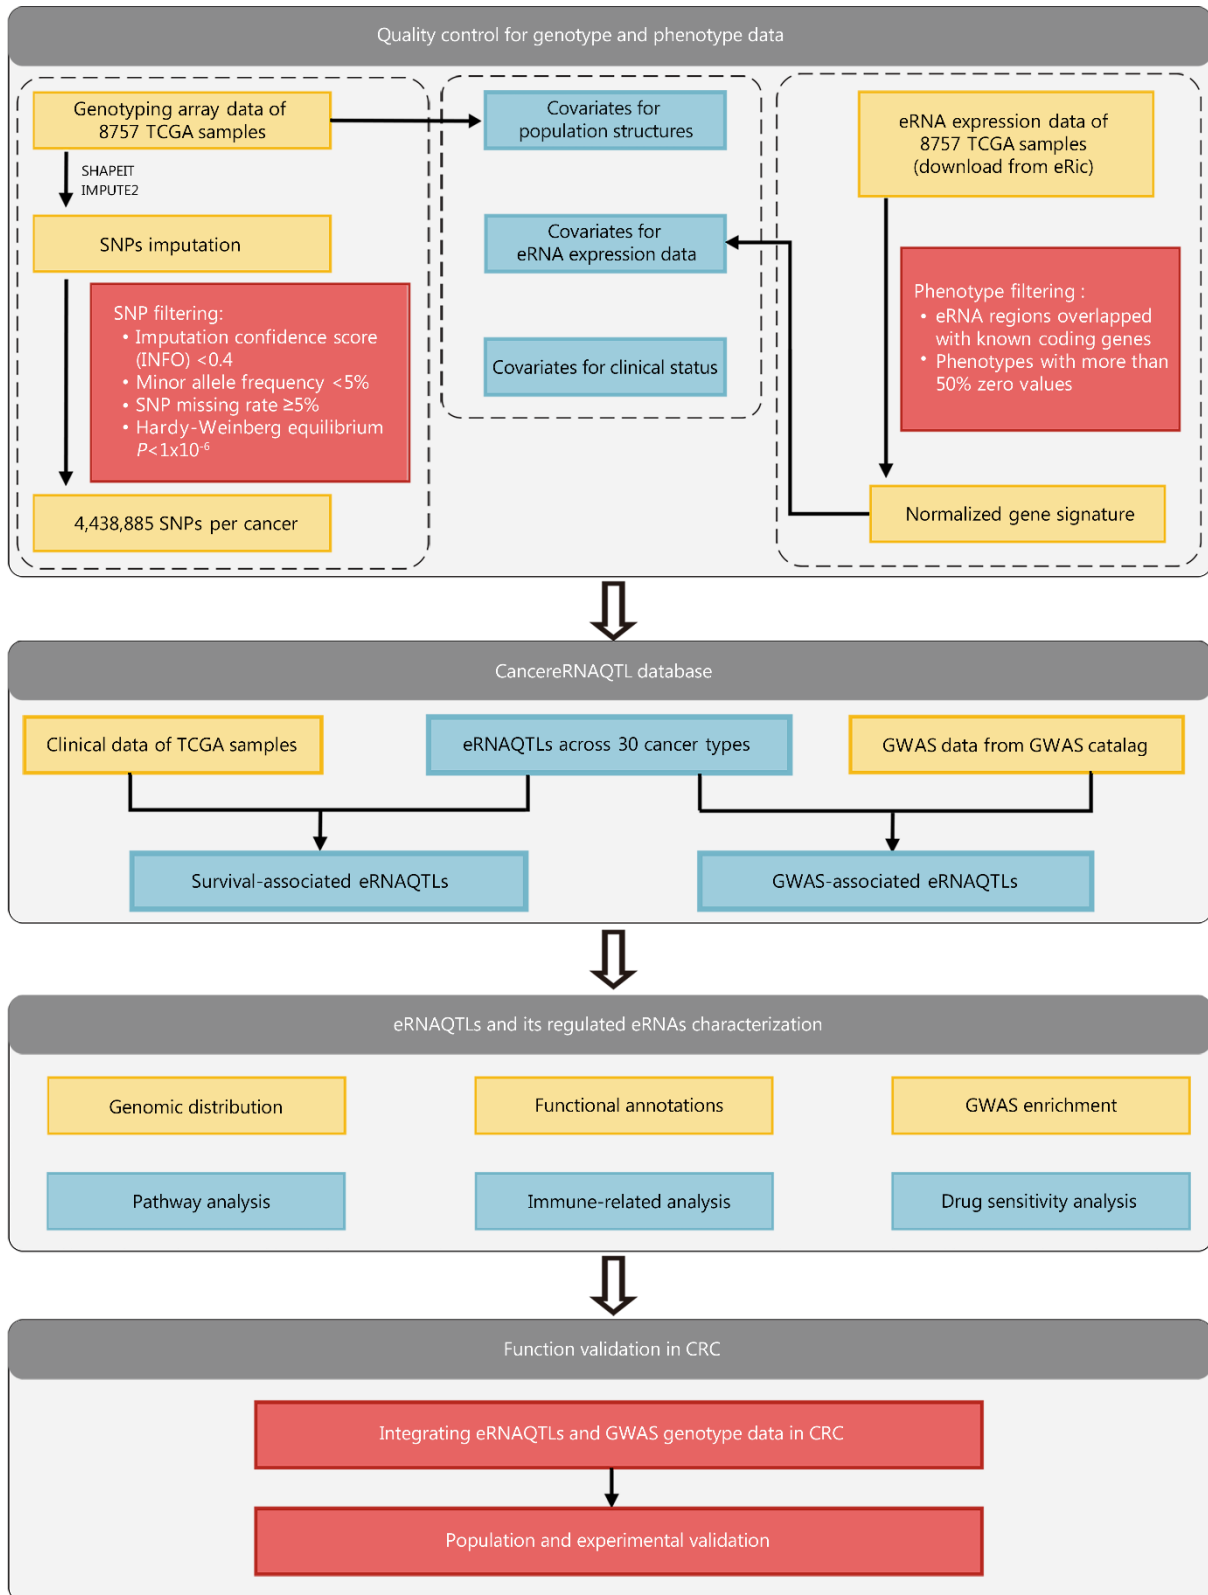 Quality control for genotype and phenotype data
Genotyping array data of
8757 TCGA samples
SHAPEIT
IMPUTE2
SNPs imputation
SNP filtering:
• Imputation confidence score
(INFO) <0.4
• Minor allele frequency <5%
• SNP missing rate ≥5%
• Hardy-Weinberg equilibrium
P<1x10⁻⁶
4,438,885 SNPs per cancer
Covariates for
population structures
Covariates for
eRNA expression data
Covariates for clinical status
eRNA expression data of
8757 TCGA samples
(download from eRic)
Phenotype filtering :
• eRNA regions overlapped
with known coding genes
• Phenotypes with more than
50% zero values
Normalized gene signature
CancereRNAQTL database
Clinical data of TCGA samples
eRNAQTLs across 30 cancer types
GWAS data from GWAS catalag
Survival-associated eRNAQTLs
GWAS-associated eRNAQTLs
eRNAQTLs and its regulated eRNAs characterization
Genomic distribution
Functional annotations
GWAS enrichment
Pathway analysis
Immune-related analysis
Drug sensitivity analysis
Function validation in CRC
Integrating eRNAQTLs and GWAS genotype data in CRC
Population and experimental validation